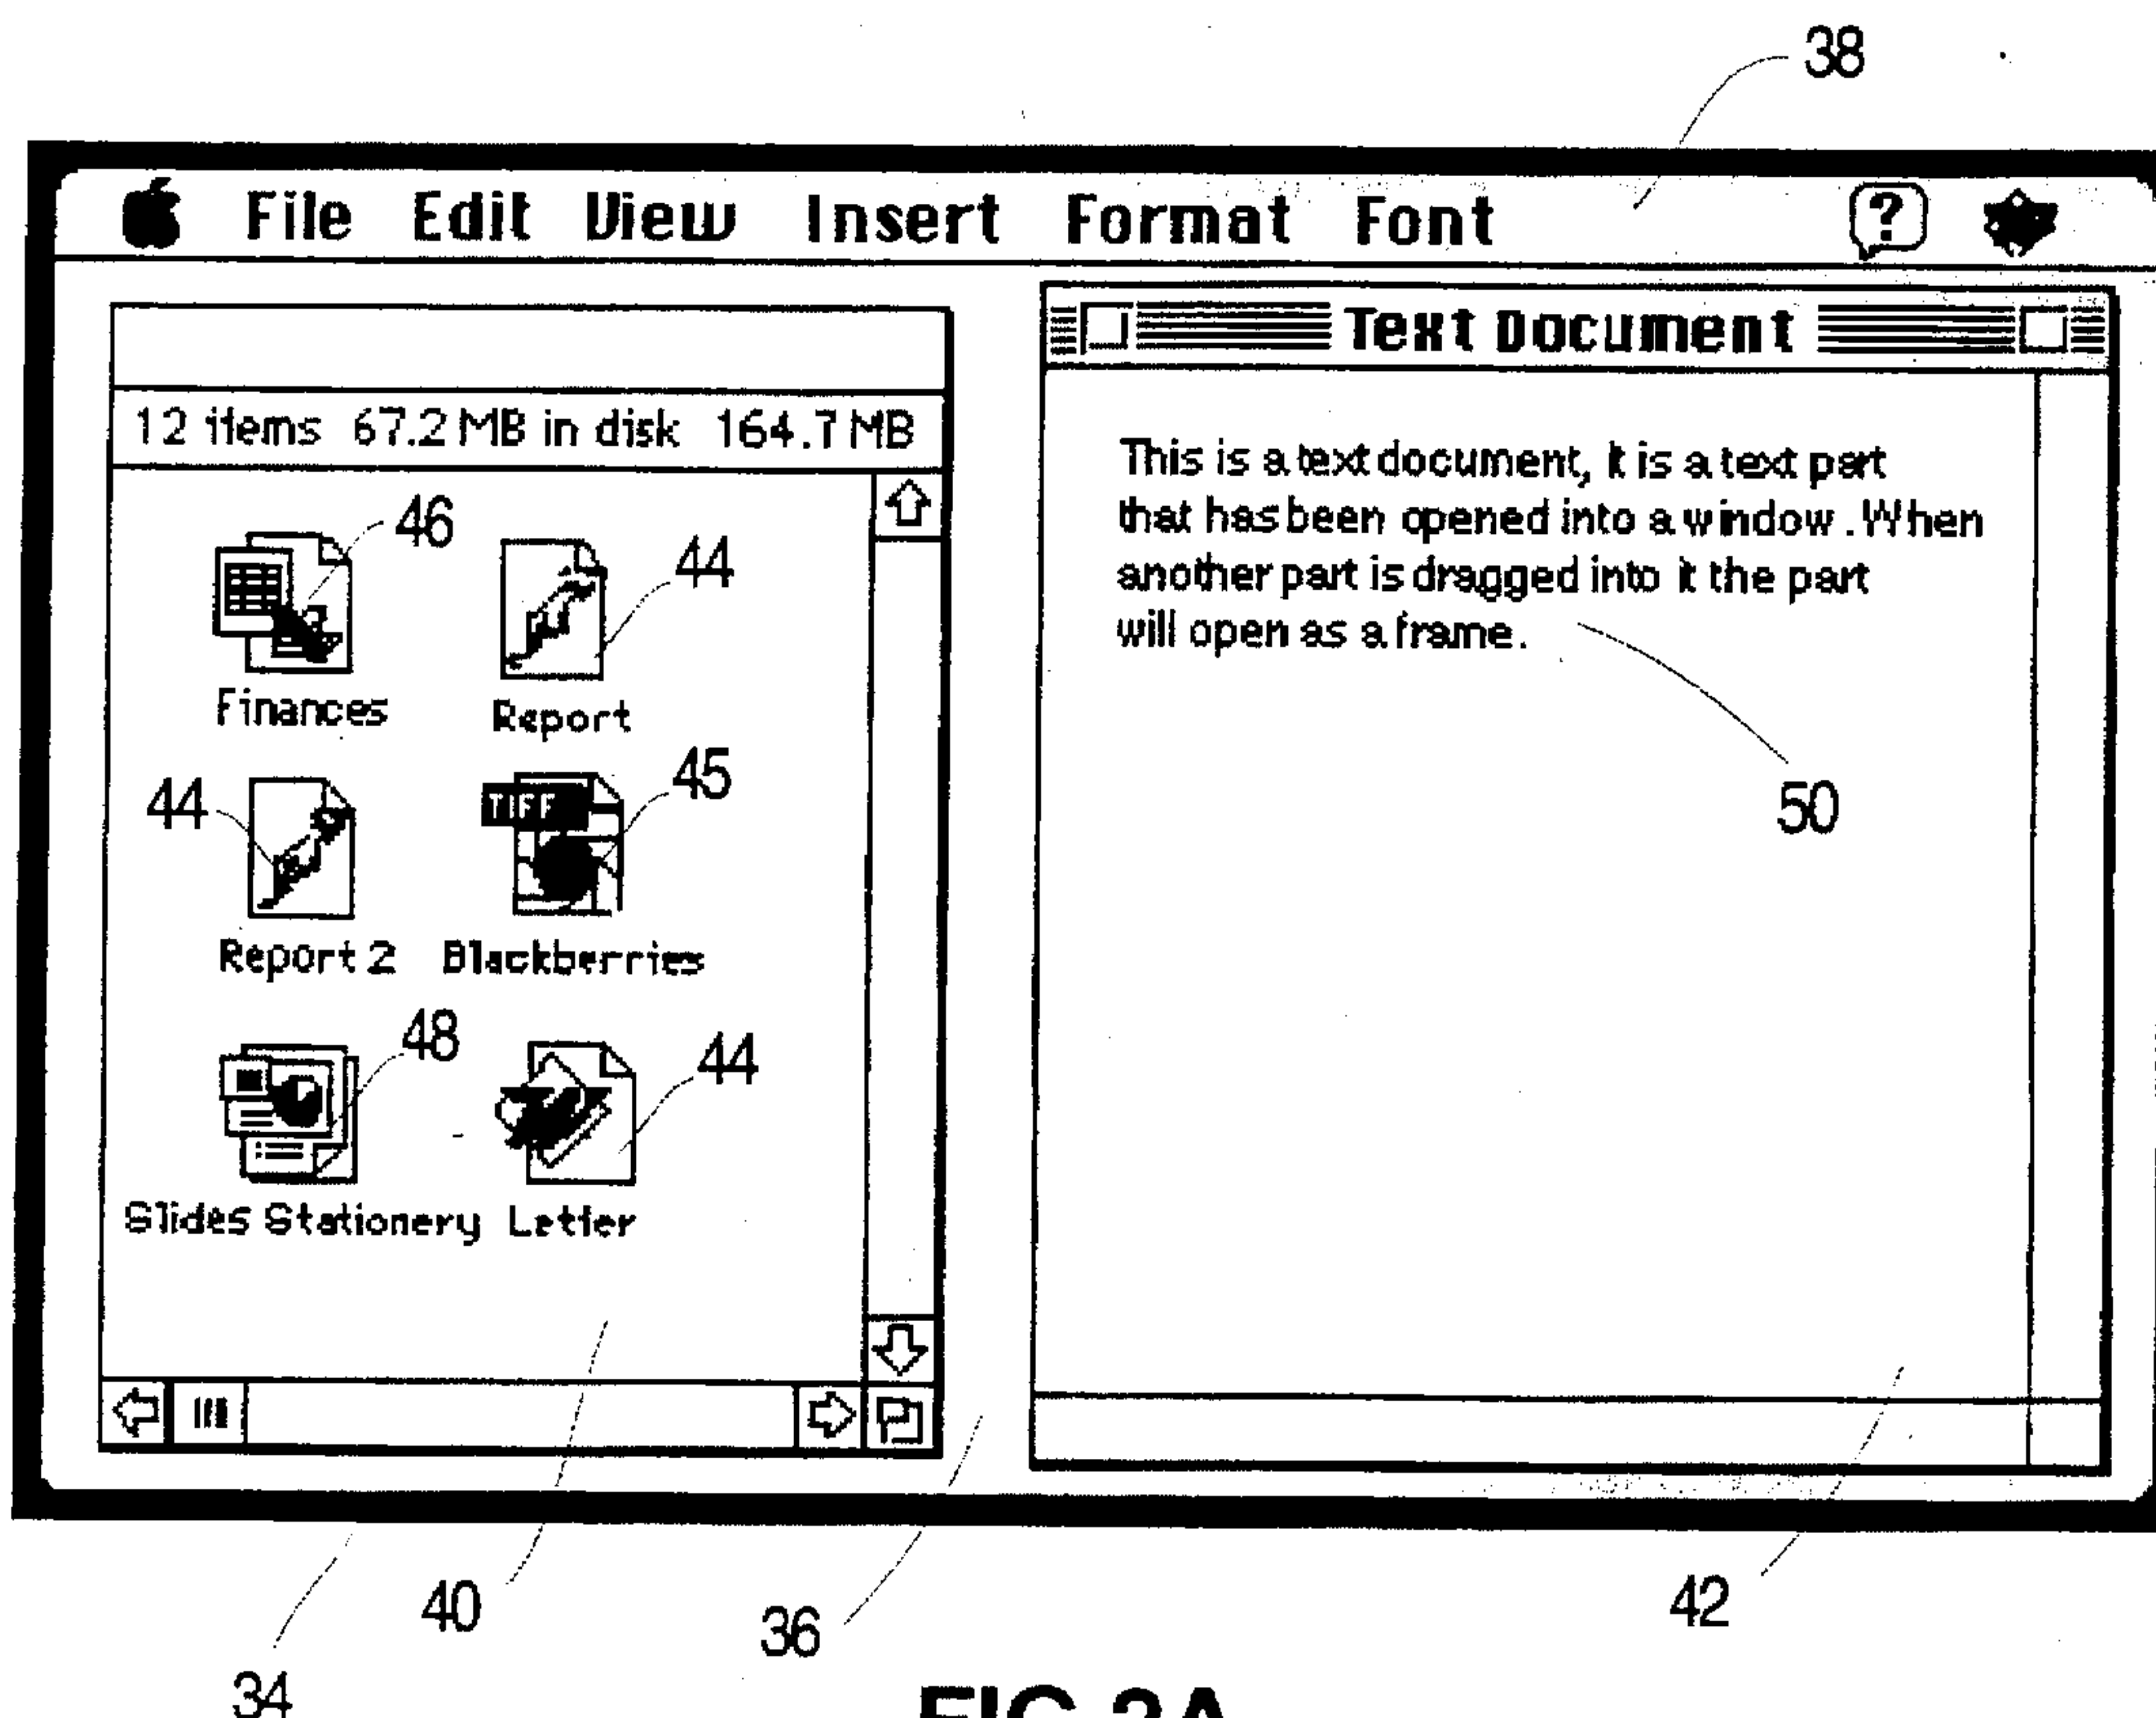 38
File Edit View Insert Format Font ?
Text Document
12 items 67.2 MB in disk 164.7 MB
This is a text document, it is a text part
that has been opened into a window. When
another part is dragged into it the part
will open as a frame.
50
46
44
Finances
Report
44
45
TIFF
Report 2
Blackberries
48
44
Slides Stationery
Letter
40
36
42
34
FIG 2A